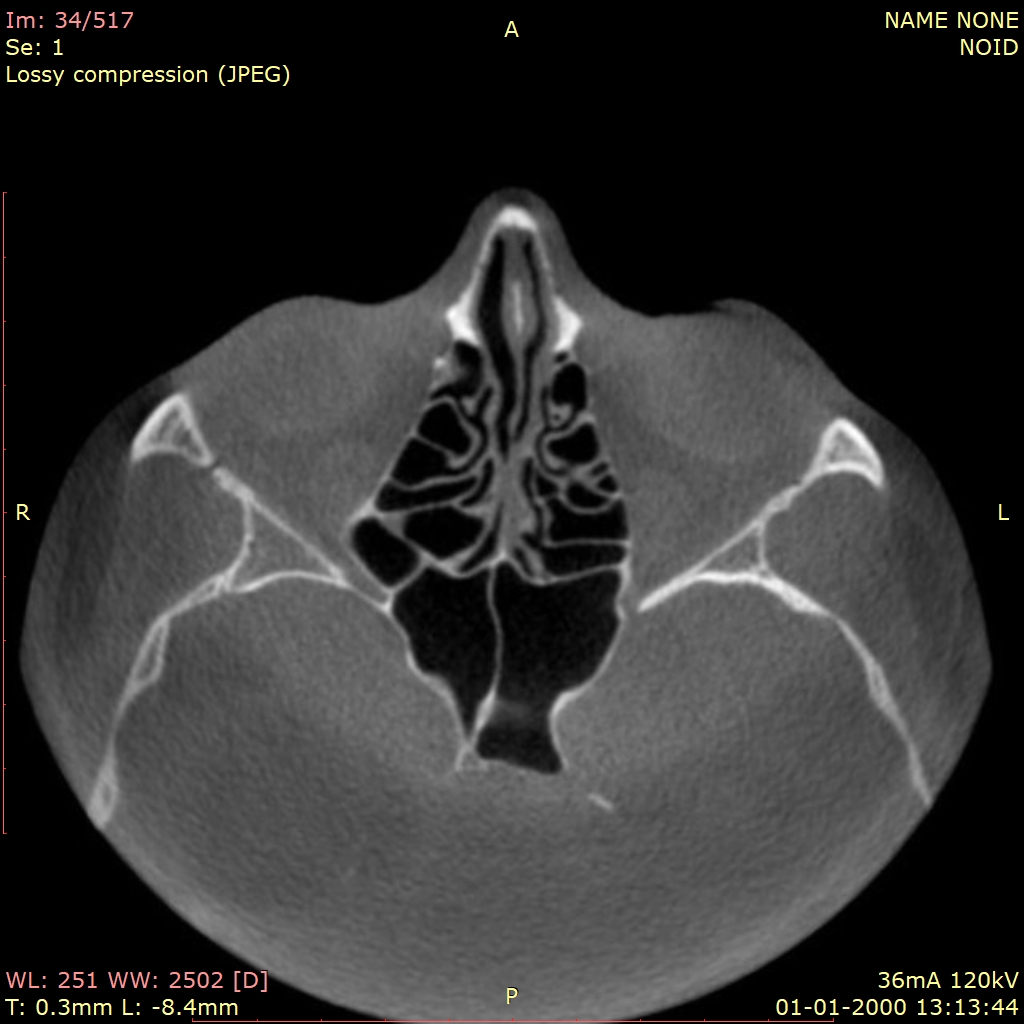 Im: 34/517
Se: 1
Lossy compression (JPEG)
A
NAME NONE
NOID
R
L
WL: 251 WW: 2502 [D]
T: 0.3mm L: -8.4mm
P
36mA 120kV
01-01-2000 13:13:44